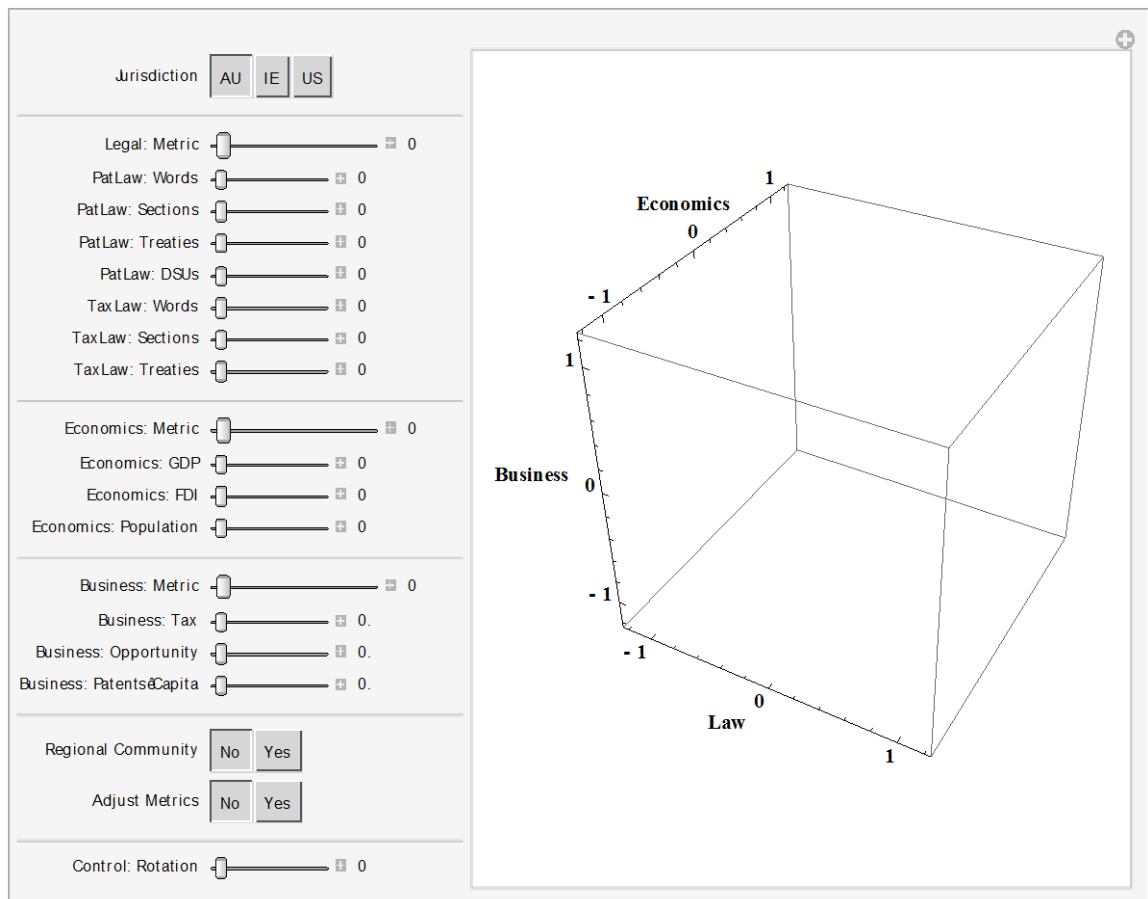 Jurisdiction AU IE US
Legal: Metric 0
PatLaw: Words 0
PatLaw: Sections 0
PatLaw: Treaties 0
PatLaw: DSUs 0
TaxLaw: Words 0
TaxLaw: Sections 0
TaxLaw: Treaties 0
Economics: Metric 0
Economics: GDP 0
Economics: FDI 0
Economics: Population 0
Business: Metric 0
Business: Tax 0.
Business: Opportunity 0.
Business: PatentsêCapita 0.
Regional Community No Yes
Adjust Metrics No Yes
Control: Rotation 0
1
Economics
0
- 1
1
Business 0
- 1
- 1
0
Law
1